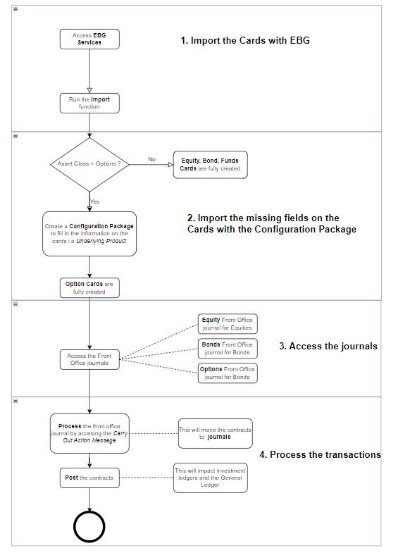 Access EBG
Services
1. Import the Cards with EBG
Run the Import
function
Asset Class = Options ?
No
Equity, Bond, Funds
Cards are fully created
Yes
Create a Configuration Package
to fill in the information on the
cards i.e Underlying Product
2. Import the missing fields on the
Cards with the Configuration Package
Option Cards are
fully created
Equity Front Office
journal for Equities
Bonds Front Office
journal for Bonds
3. Access the journals
Access the Front
Office journals
Options Front Office
journal for Bonds
Process the front office
journal by accesing the Carry
Out Action Message
This will move the contracts
to journals
4. Process the transactions
Post the contracts
This will impact investment
ledgers and the General
Ledger